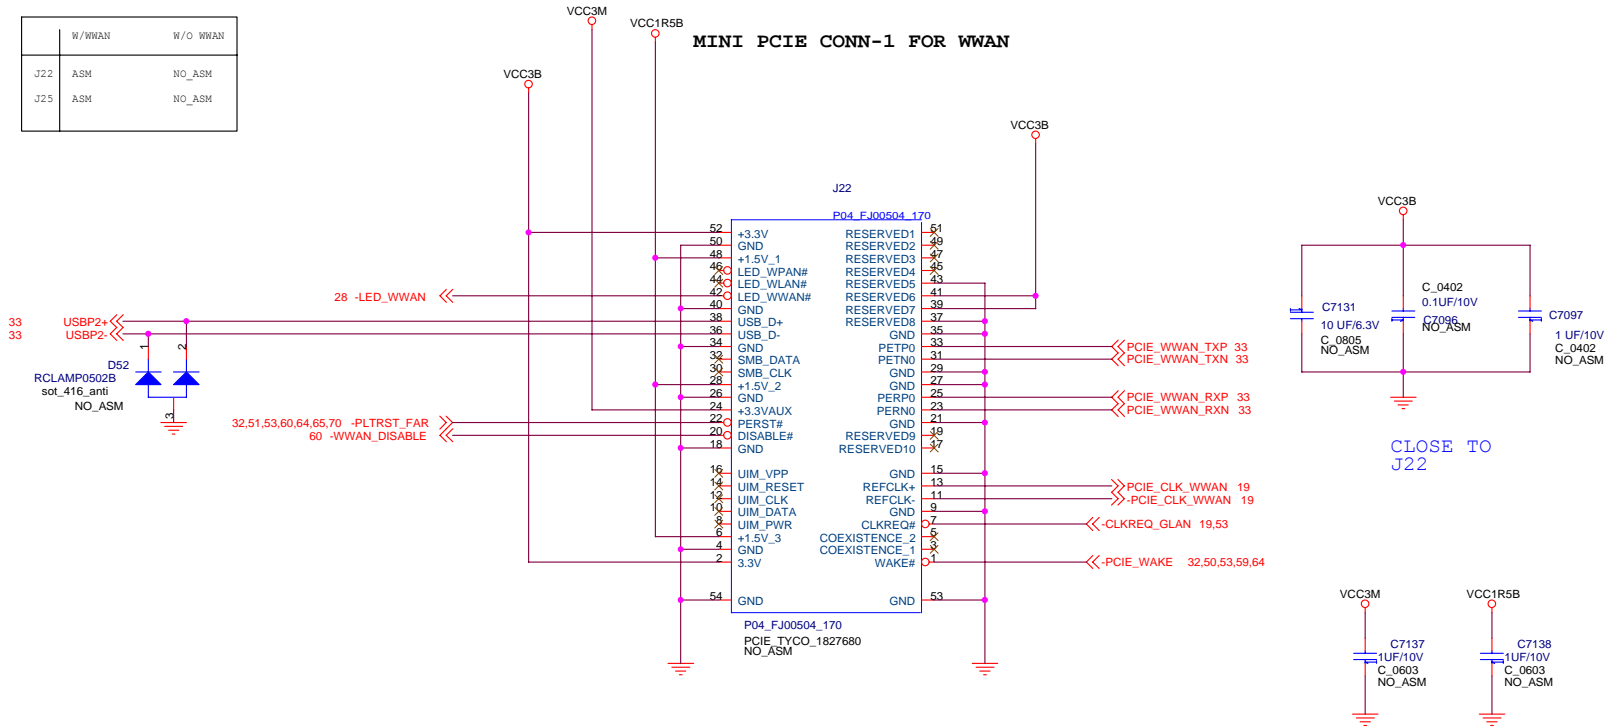 W/WWAN W/O WWAN
J22 ASM NO_ASM
J25 ASM NO_ASM
MINI PCIE CONN-1 FOR WWAN
VCC3M
VCC1R5B
VCC3B
VCC3B
J22
P04_FJ00504_170
52 +3.3V RESERVED1 51
50 GND RESERVED2 49
48 +1.5V_1 RESERVED3 47
46 LED_WPAN# RESERVED4 45
44 LED_WLAN# RESERVED5 43
28 -LED_WWAN 42 LED_WWAN# RESERVED6 41
40 GND RESERVED7 39
33 USBP2+ 38 USB_D+ RESERVED8 37
33 USBP2- 36 USB_D- GND 35
34 GND PETP0 33 PCIE_WWAN_TXP 33
32 SMB_DATA PETN0 31 PCIE_WWAN_TXN 33
30 SMB_CLK GND 29
28 +1.5V_2 GND 27
26 GND PERP0 25 PCIE_WWAN_RXP 33
24 +3.3VAUX PERN0 23 PCIE_WWAN_RXN 33
32,51,53,60,64,65,70 -PLTRST_FAR 22 PERST# GND 21
60 -WWAN_DISABLE 20 DISABLE# RESERVED9 19
18 GND RESERVED10 17
16 UIM_VPP GND 15
14 UIM_RESET REFCLK+ 13 PCIE_CLK_WWAN 19
12 UIM_CLK REFCLK- 11 -PCIE_CLK_WWAN 19
10 UIM_DATA GND 9
8 UIM_PWR CLKREQ# 7 -CLKREQ_GLAN 19,53
6 +1.5V_3 COEXISTENCE_2 5
4 GND COEXISTENCE_1 3
2 3.3V WAKE# 1 -PCIE_WAKE 32,50,53,59,64
54 GND GND 53
P04_FJ00504_170
PCIE_TYCO_1827680
NO_ASM
1 2
D52
RCLAMP0502B
sot_416_anti
NO_ASM
3
VCC3B
C7131
10 UF/6.3V
C_0805
NO_ASM
C_0402
0.1UF/10V
C7096
NO_ASM
C7097
1 UF/10V
C_0402
NO_ASM
CLOSE TO
J22
VCC3M
C7137
1UF/10V
C_0603
NO_ASM
VCC1R5B
C7138
1UF/10V
C_0603
NO_ASM